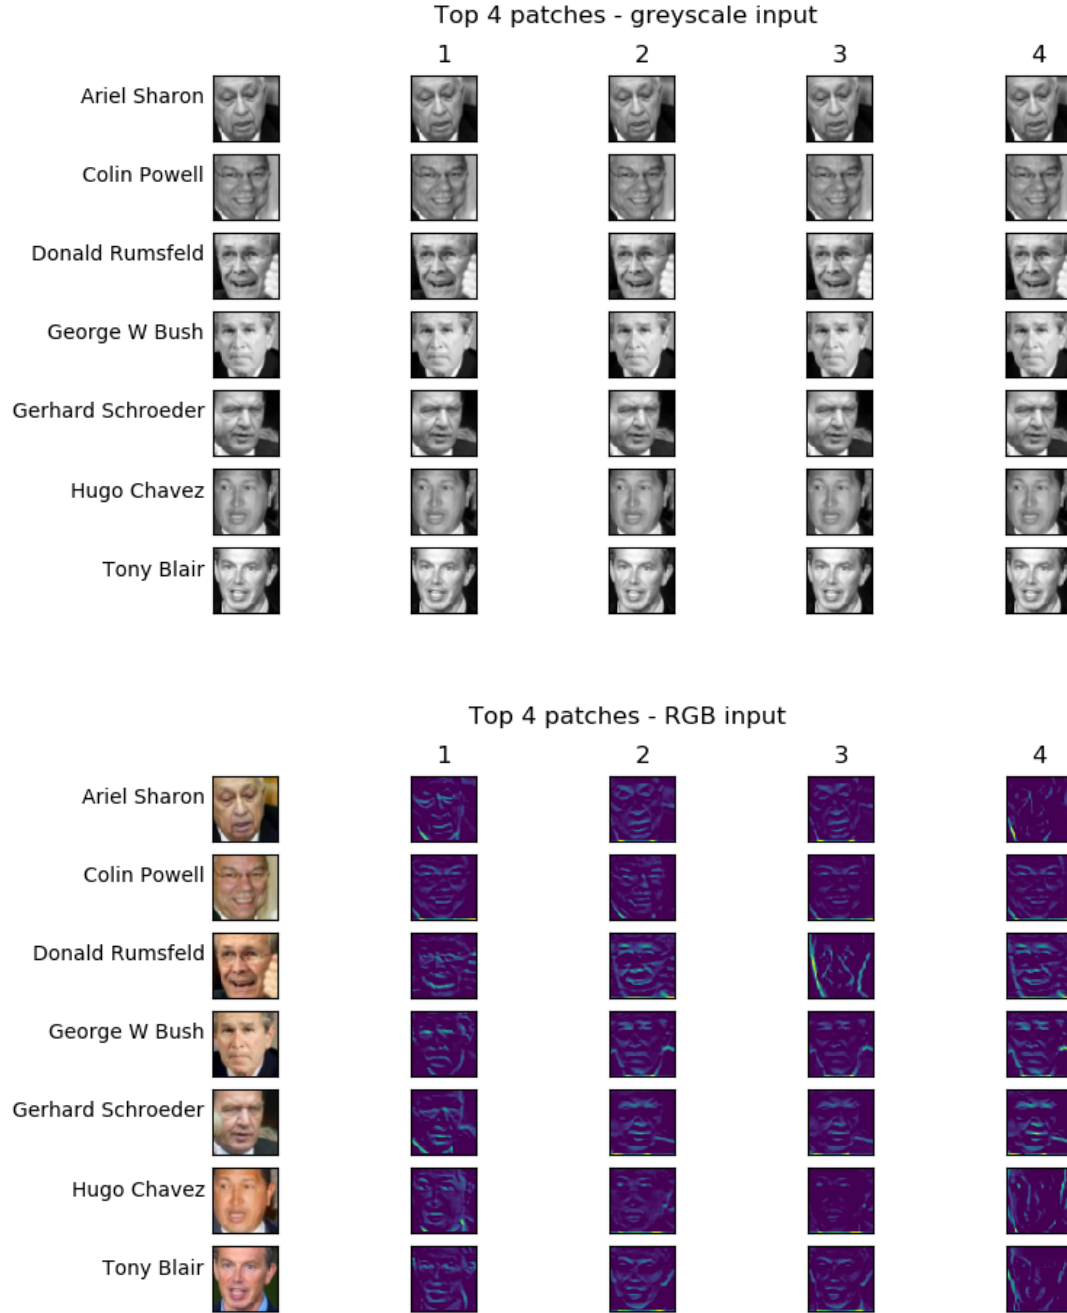 Top 4 patches - greyscale input
1 2 3 4
Ariel Sharon
Colin Powell
Donald Rumsfeld
George W Bush
Gerhard Schroeder
Hugo Chavez
Tony Blair
Top 4 patches - RGB input
1 2 3 4
Ariel Sharon
Colin Powell
Donald Rumsfeld
George W Bush
Gerhard Schroeder
Hugo Chavez
Tony Blair